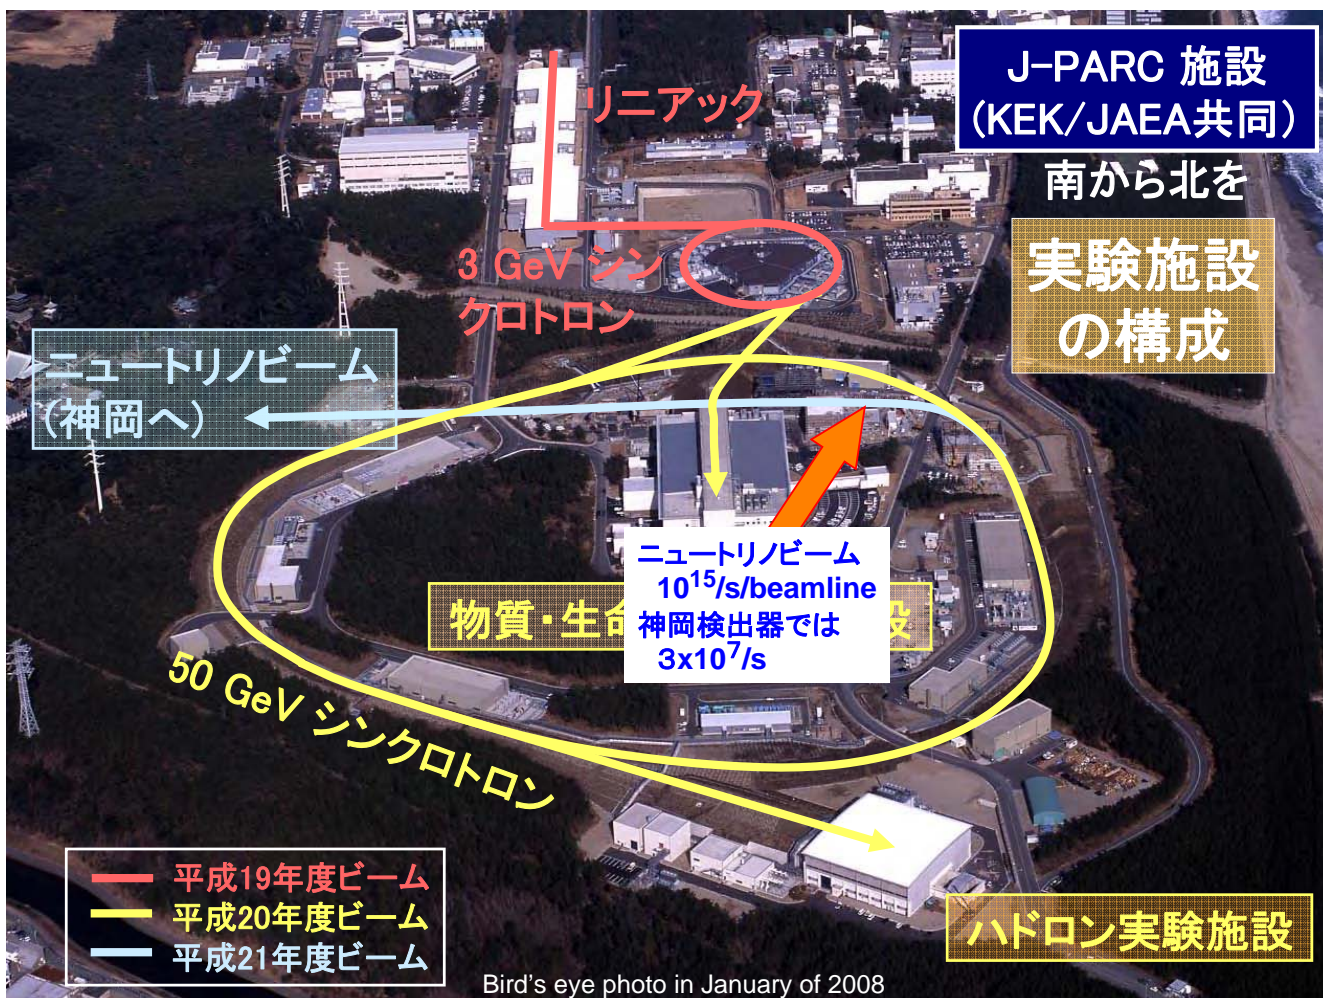 J-PARC 施設
(KEK/JAEA共同)
南から北を
実験施設
の構成
リニアック
3 GeV シン
クロトロン
ニュートリノビーム
(神岡へ)
ニュートリノビーム
10¹⁵/s/beamline
神岡検出器では
3x10⁷/s
物質・生命
設
50 GeV シンクロトロン
平成19年度ビーム
平成20年度ビーム
平成21年度ビーム
ハドロン実験施設
Bird's eye photo in January of 2008